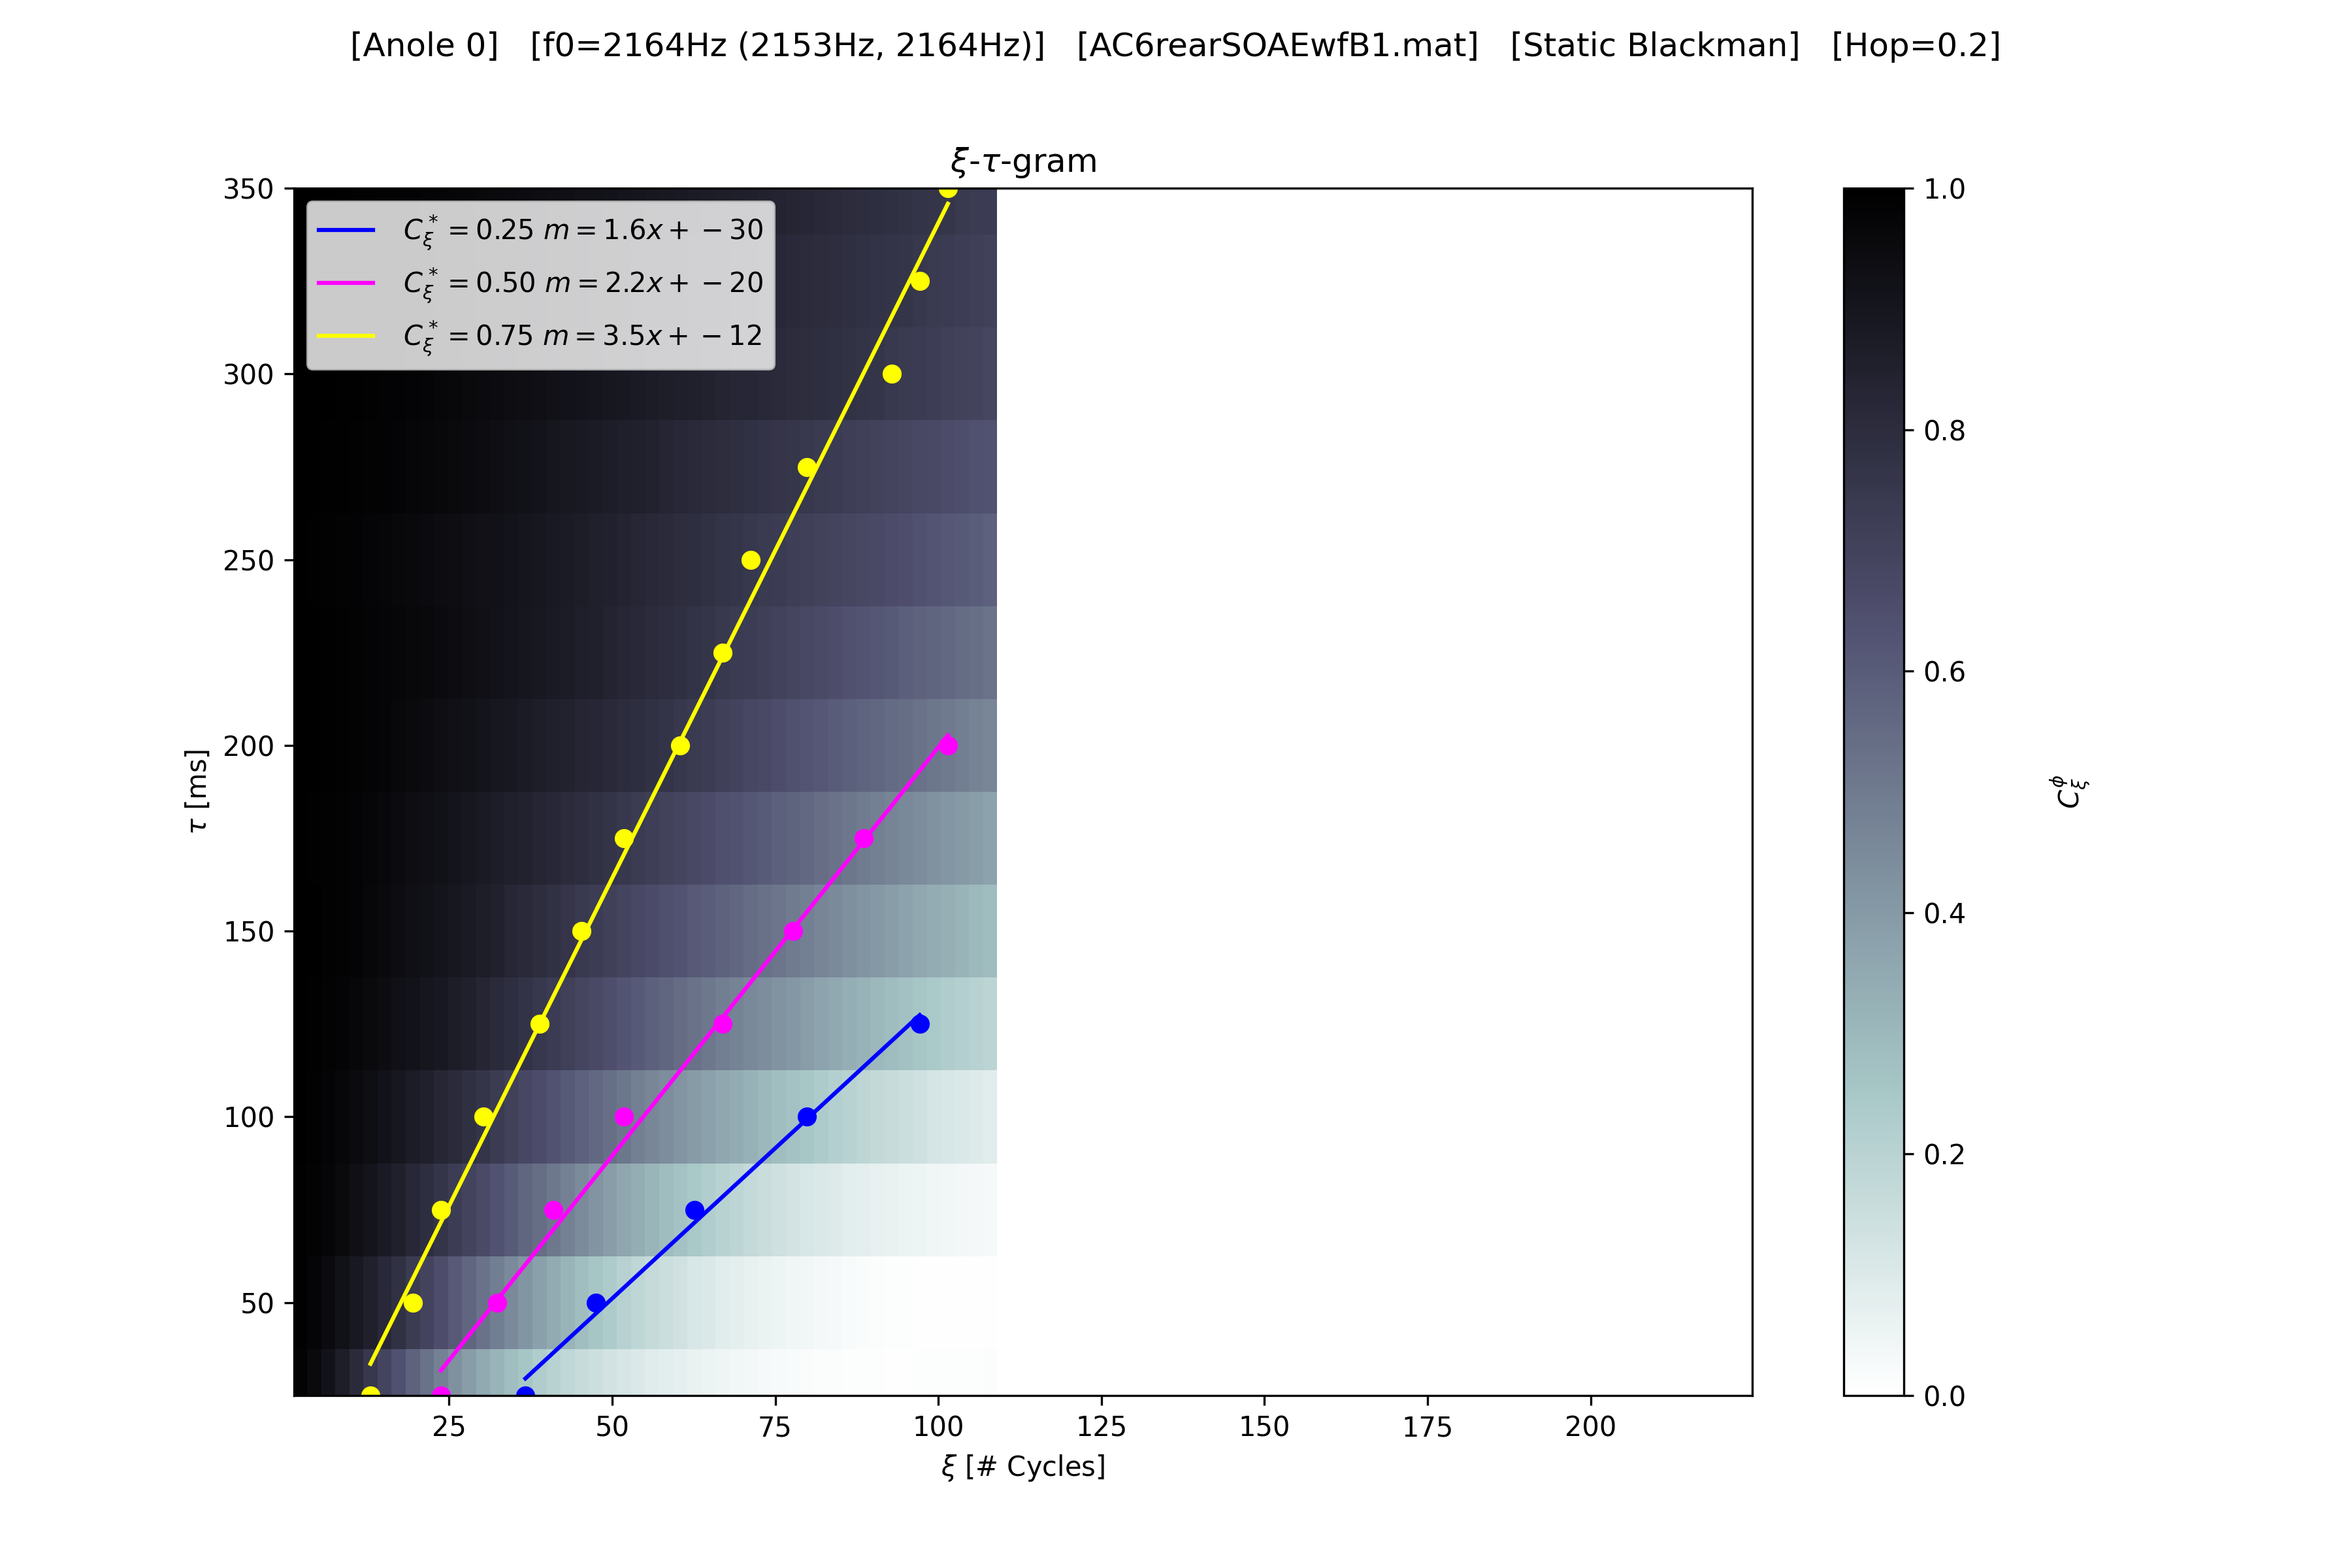 [Anole 0]   [f0=2164Hz (2153Hz, 2164Hz)]   [AC6rearSOAEwfB1.mat]   [Static Blackman]   [Hop=0.2]
ξ-τ-gram
C*ξ = 0.25 m = 1.6x + −30
C*ξ = 0.50 m = 2.2x + −20
C*ξ = 0.75 m = 3.5x + −12
350
300
250
200
150
100
50
τ [ms]
25 50 75 100 125 150 175 200
ξ [# Cycles]
1.0
0.8
0.6
0.4
0.2
0.0
C^ϕ_ξ